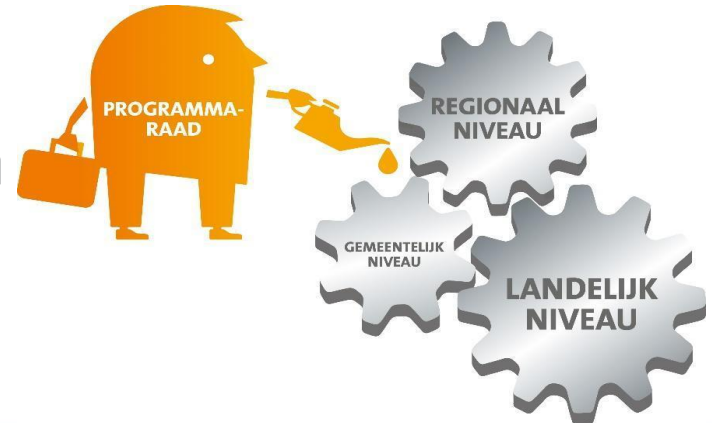 PROGRAMMA-
RAAD
REGIONAAL
NIVEAU
GEMEENTELIJK
NIVEAU
LANDELIJK
NIVEAU